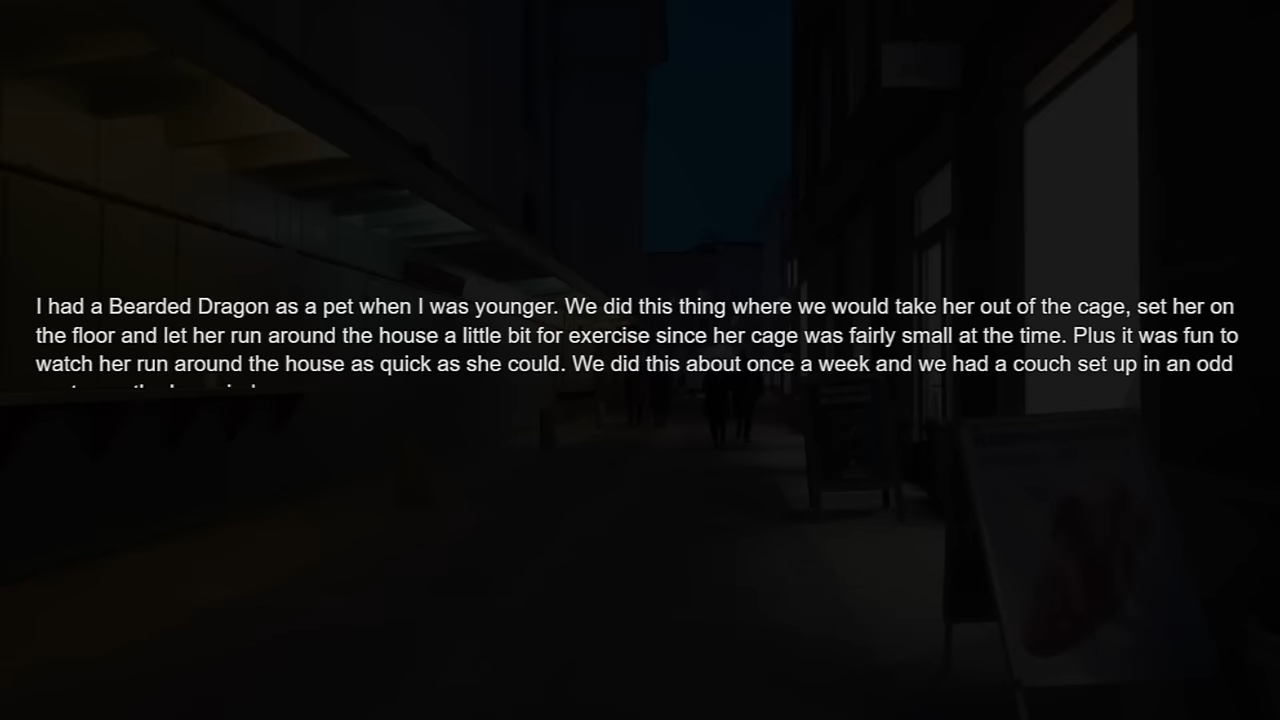 I had a Bearded Dragon as a pet when I was younger. We did this thing where we would take her out of the cage, set her on
the floor and let her run around the house a little bit for exercise since her cage was fairly small at the time. Plus it was fun to
watch her run around the house as quick as she could. We did this about once a week and we had a couch set up in an odd